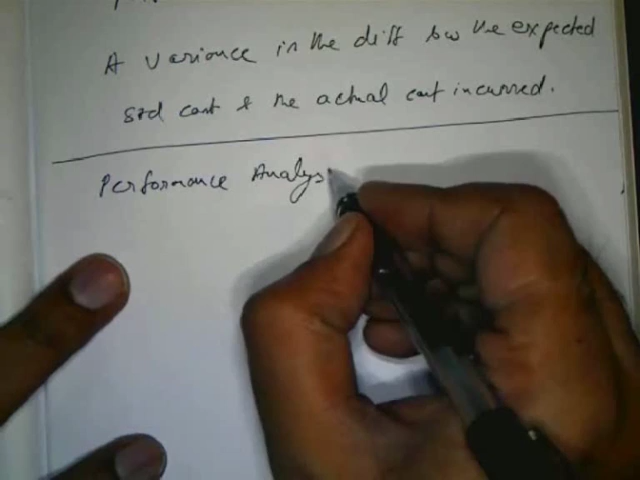 A variance in the diff b/w the expected
std cost & the actual cost incurred.
Performance Analys